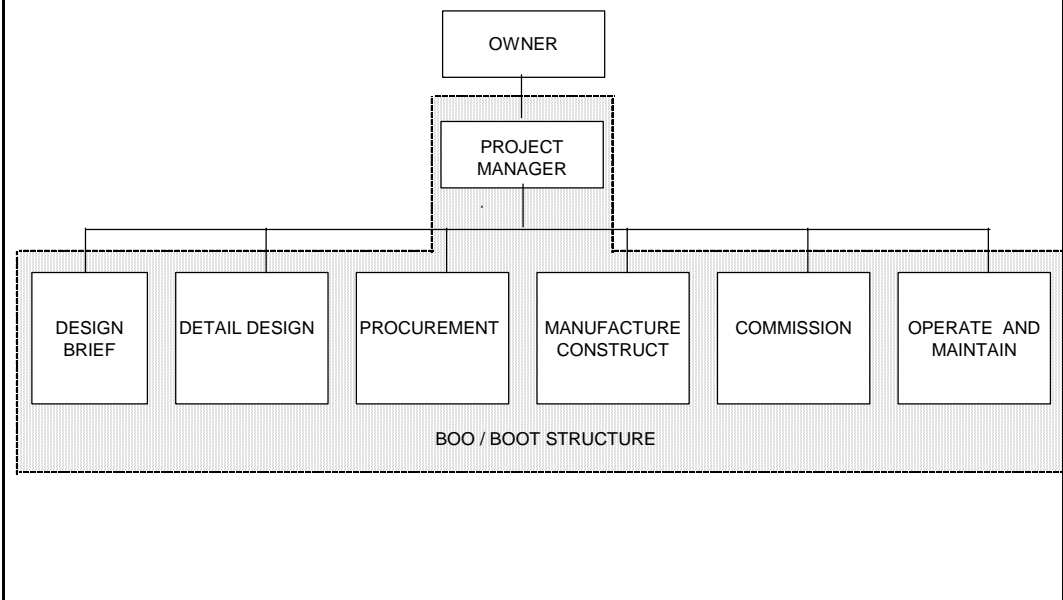 OWNER
PROJECT
MANAGER
DESIGN
BRIEF
DETAIL DESIGN
PROCUREMENT
MANUFACTURE
CONSTRUCT
COMMISSION
OPERATE AND
MAINTAIN
BOO / BOOT STRUCTURE